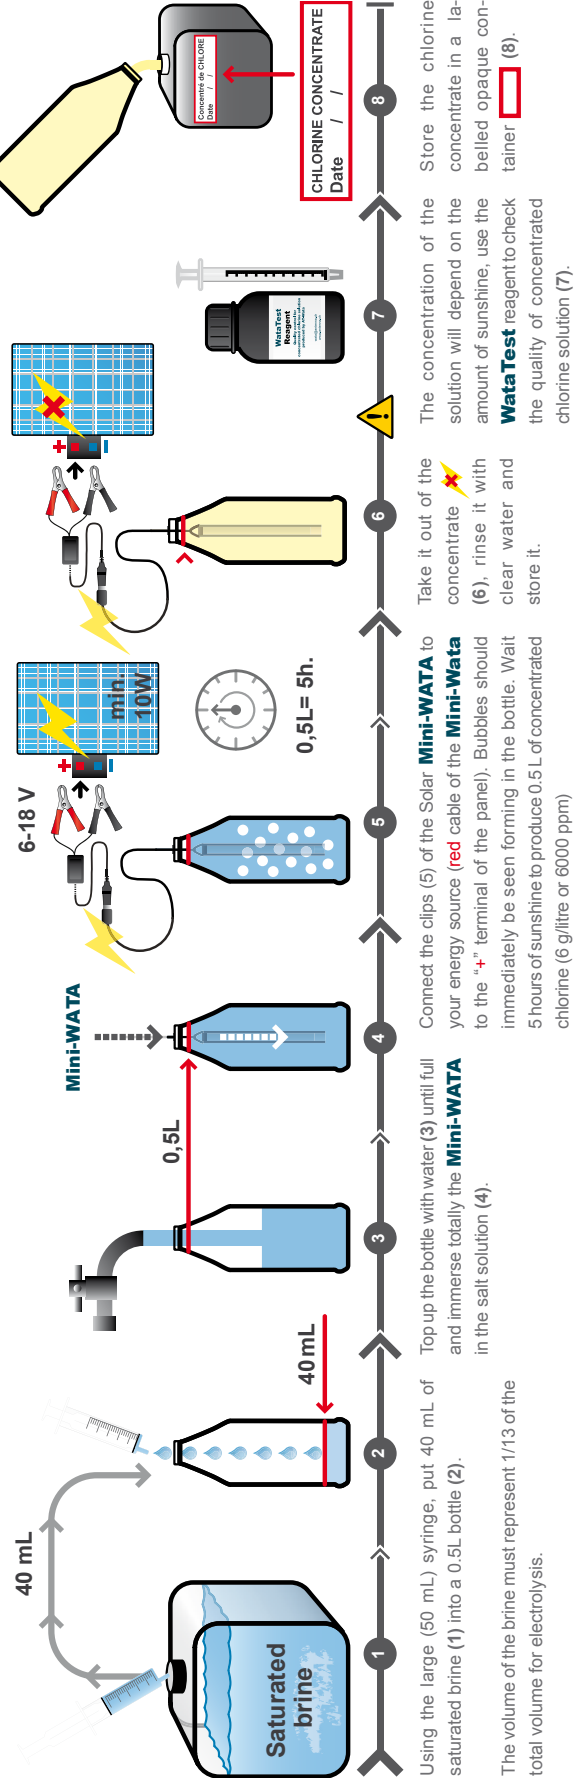 Saturated
brine
40 mL
40 mL
0,5L
Mini-WATA
6-18 V
+
min.
10W
0,5L= 5h.
+
WataTest
Reagent
Concentré de CHLORE
Date / /
CHLORINE CONCENTRATE
Date / /
1
2
3
4
5
6
7
8
Using the large (50 mL) syringe, put 40 mL of
saturated brine (1) into a 0.5L bottle (2).
The volume of the brine must represent 1/13 of the
total volume for electrolysis.
Top up the bottle with water (3) until full
and immerse totally the Mini-WATA
in the salt solution (4).
Connect the clips (5) of the Solar Mini-WATA to
your energy source (red cable of the Mini-Wata
to the "+" terminal of the panel). Bubbles should
immediately be seen forming in the bottle. Wait
5 hours of sunshine to produce 0.5 L of concentrated
chlorine (6 g/litre or 6000 ppm)
Take it out of the
concentrate
(6), rinse it with
clear water and
store it.
The concentration of the
solution will depend on the
amount of sunshine, use the
WataTest reagent to check
the quality of concentrated
chlorine solution (7).
Store the chlorine
concentrate in a la-
belled opaque con-
tainer (8).